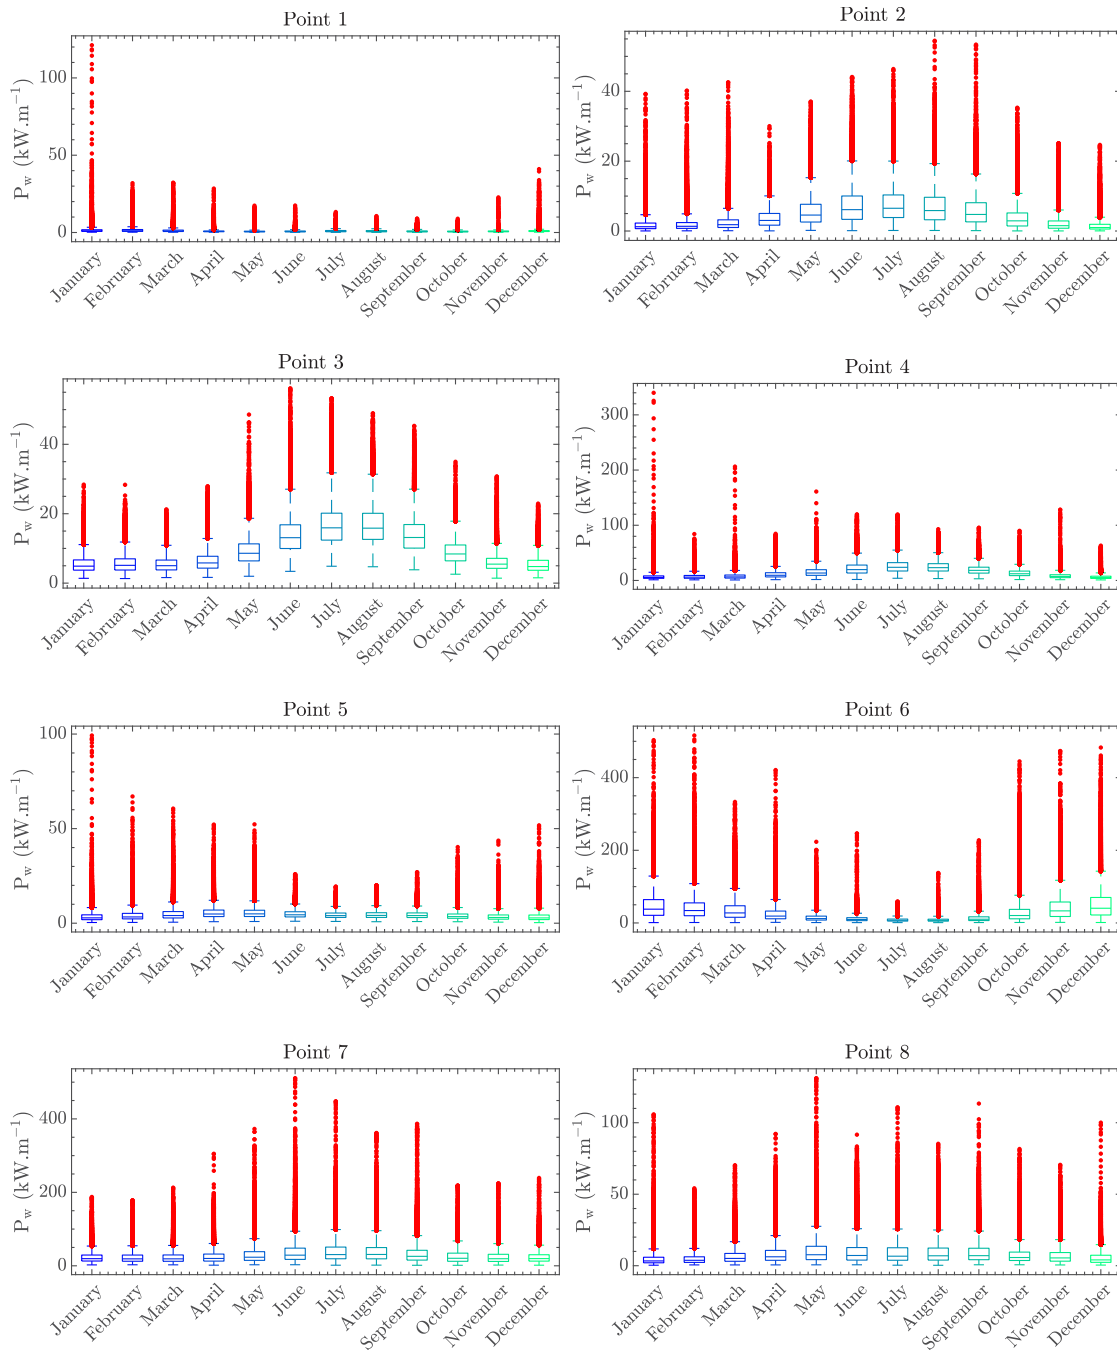 Point 1
P_w (kW.m^−1)
100
50
0
January February March April May June July August September October November December
Point 2
P_w (kW.m^−1)
40
20
0
January February March April May June July August September October November December
Point 3
P_w (kW.m^−1)
40
20
0
January February March April May June July August September October November December
Point 4
P_w (kW.m^−1)
300
200
100
0
January February March April May June July August September October November December
Point 5
P_w (kW.m^−1)
100
50
0
January February March April May June July August September October November December
Point 6
P_w (kW.m^−1)
400
200
0
January February March April May June July August September October November December
Point 7
P_w (kW.m^−1)
400
200
0
January February March April May June July August September October November December
Point 8
P_w (kW.m^−1)
100
50
0
January February March April May June July August September October November December